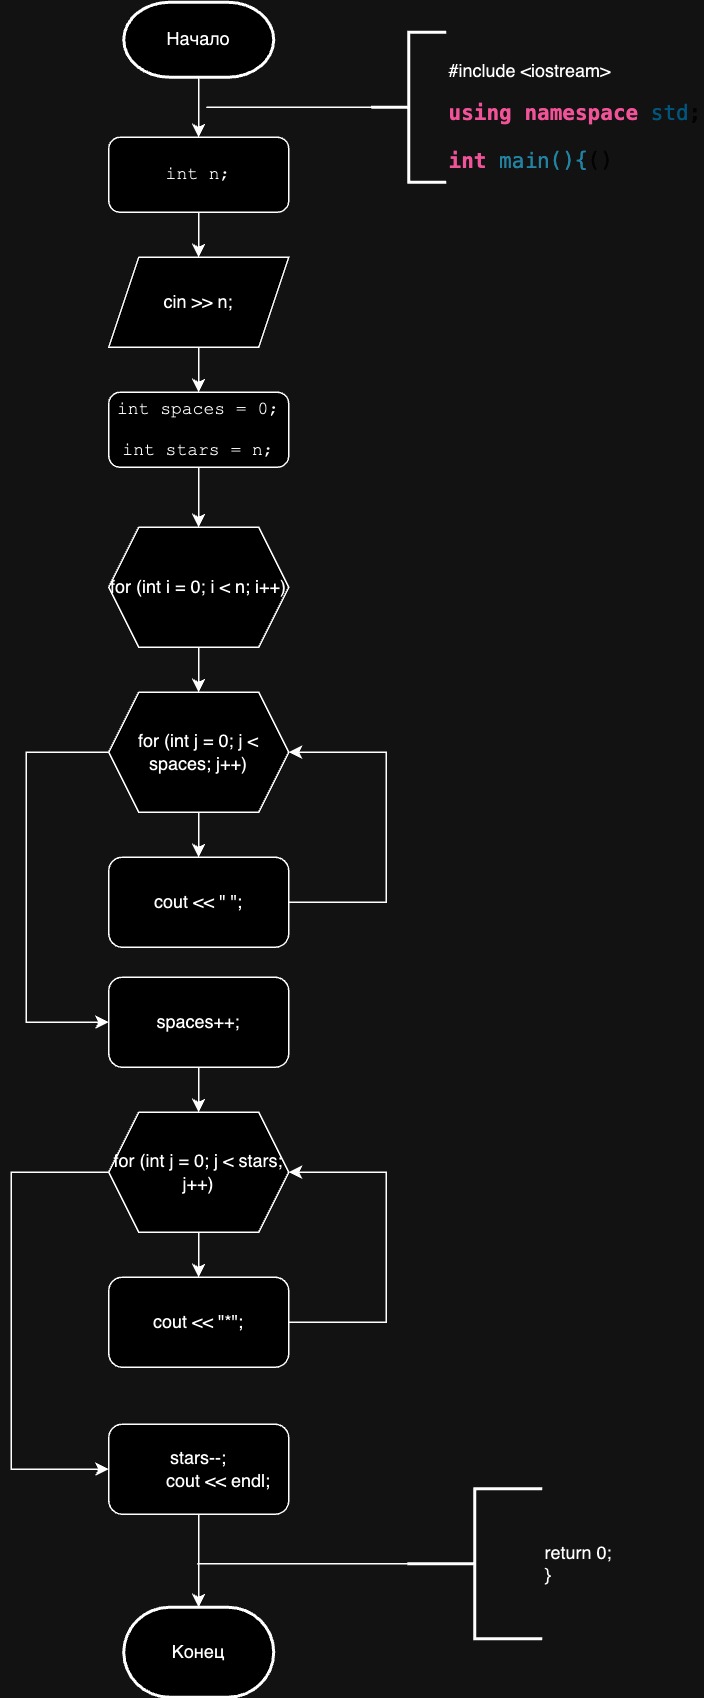 Начало
#include <iostream>
using namespace std;
int main(){()
int n;
cin >> n;
int spaces = 0;
int stars = n;
for (int i = 0; i < n; i++)
for (int j = 0; j <
spaces; j++)
cout << " ";
spaces++;
for (int j = 0; j < stars;
j++)
cout << "*";
stars--;
cout << endl;
return 0;
}
Конец